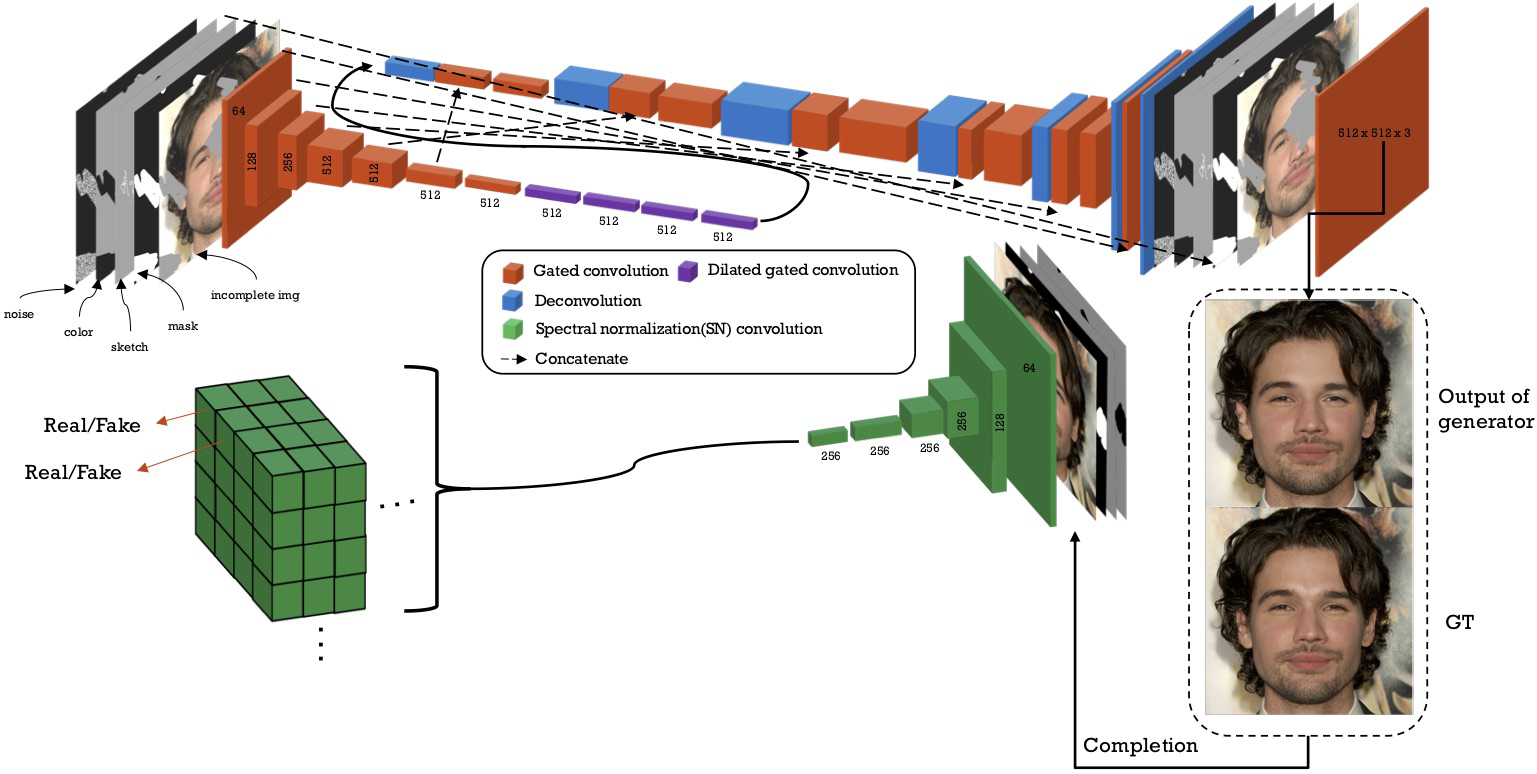 64
128
256
512
512
512
512
512
512
512
512
512 x 512 x 3
noise
color
sketch
mask
incomplete img
Gated convolution
Dilated gated convolution
Deconvolution
Spectral normalization(SN) convolution
Concatenate
64
128
256
256
256
256
Real/Fake
Real/Fake
Output of
generator
GT
Completion